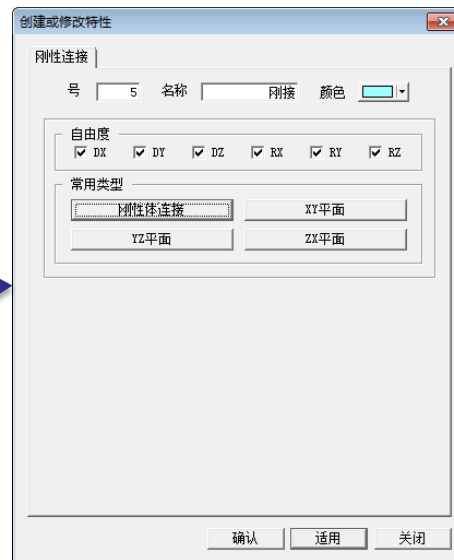 创建或修改特性
刚性连接
号 5 名称 刚接 颜色
自由度
DX DY DZ RX RY RZ
常用类型
刚性体连接 XY平面
YZ平面 ZX平面
确认 适用 关闭